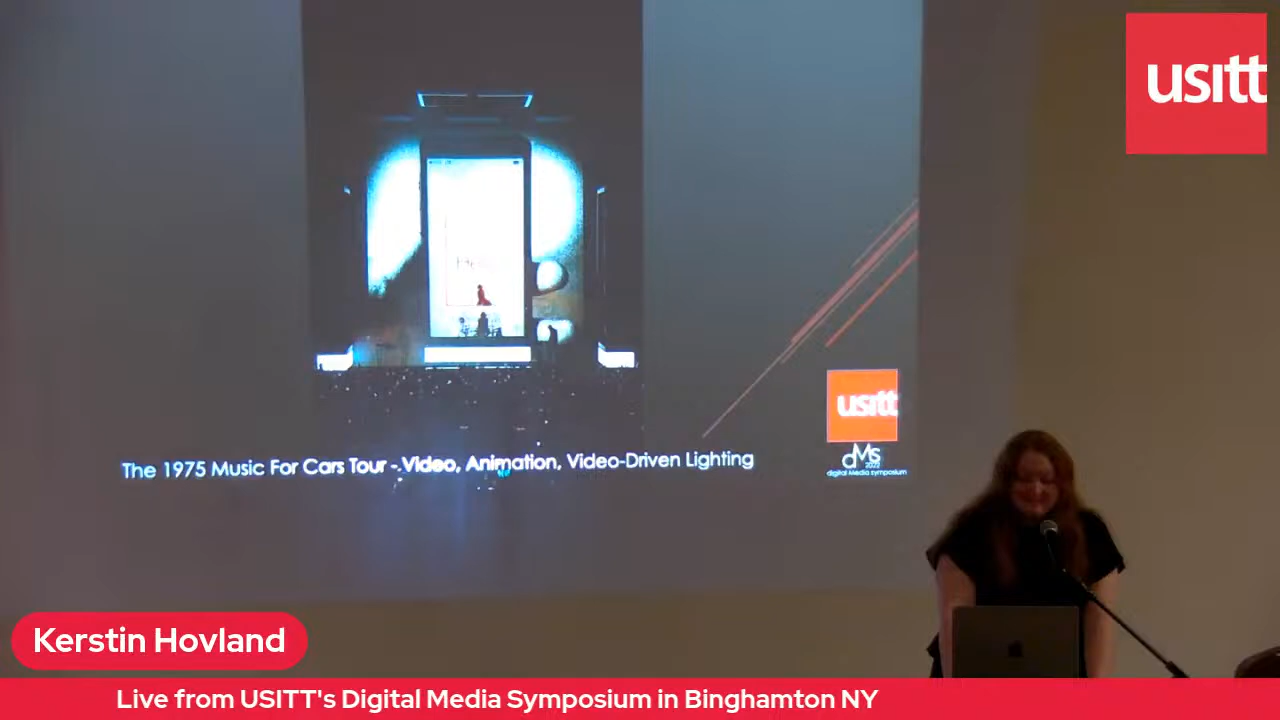 usitt
The 1975 Music For Cars Tour - Video, Animation, Video-Driven Lighting
usitt
dMs
2022
digital Media symposium
Kerstin Hovland
Live from USITT's Digital Media Symposium in Binghamton NY